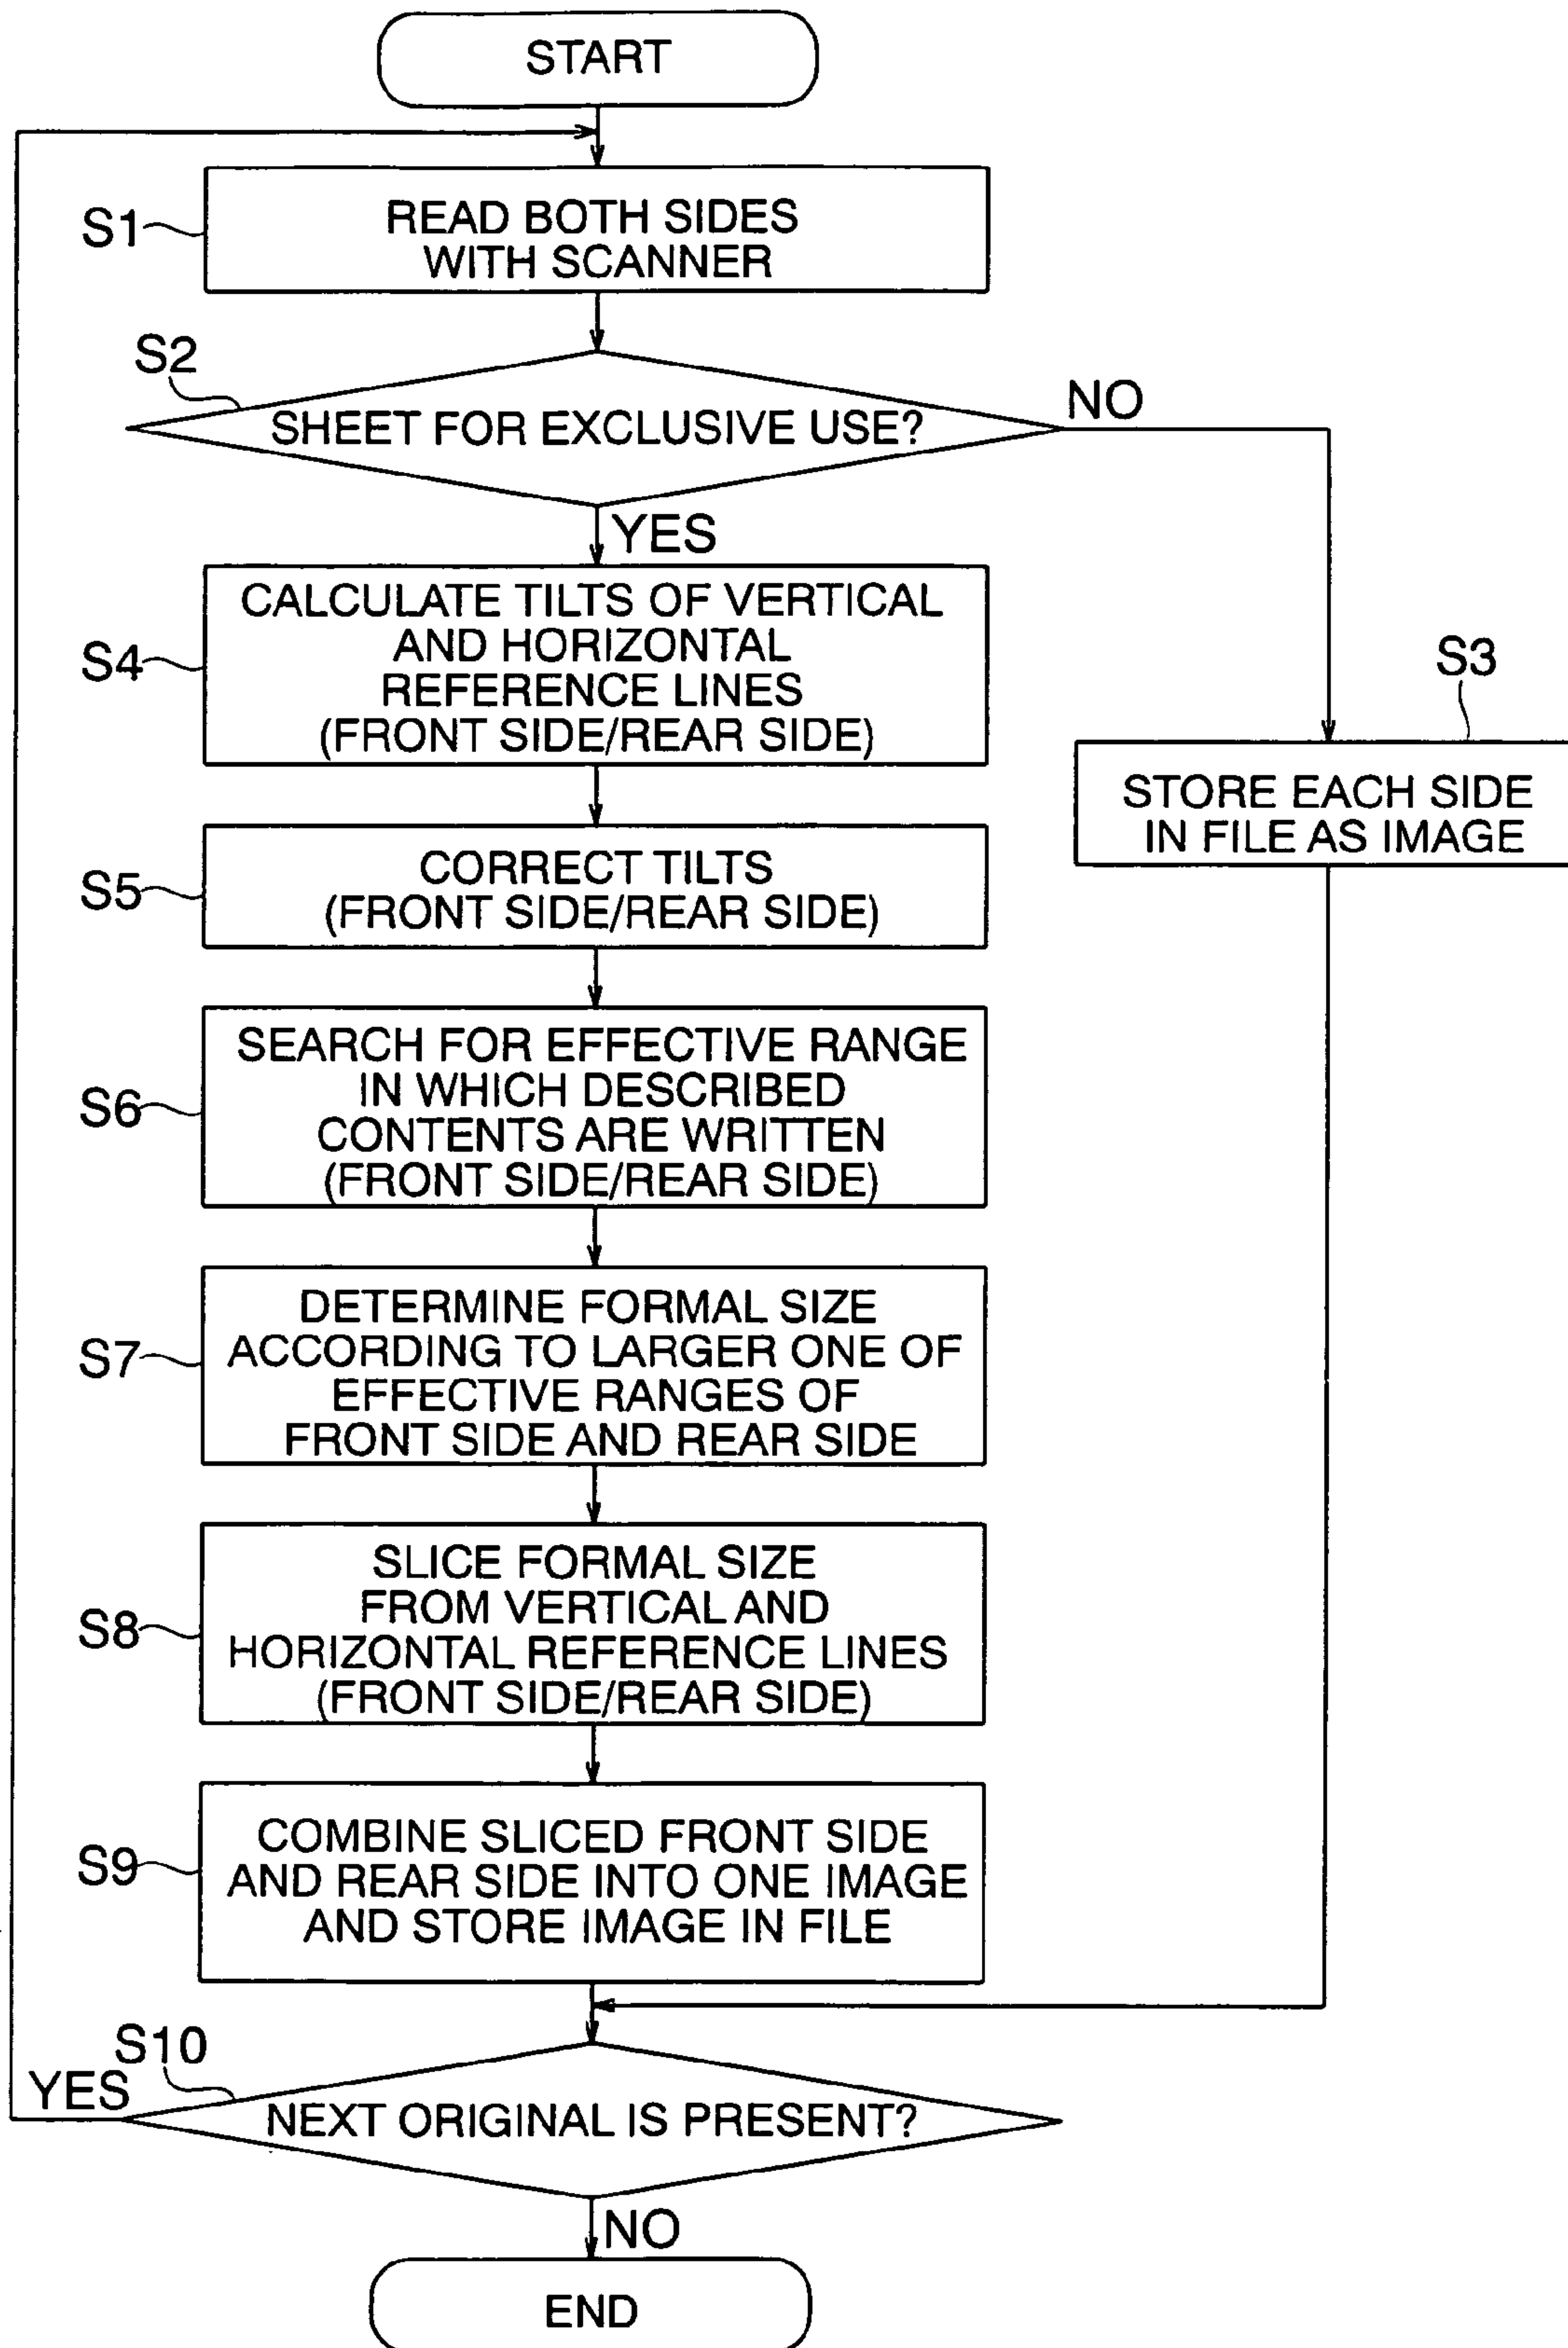 START
S1
READ BOTH SIDES
WITH SCANNER
S2
SHEET FOR EXCLUSIVE USE?
NO
YES
S4
CALCULATE TILTS OF VERTICAL
AND HORIZONTAL
REFERENCE LINES
(FRONT SIDE/REAR SIDE)
S3
STORE EACH SIDE
IN FILE AS IMAGE
S5
CORRECT TILTS
(FRONT SIDE/REAR SIDE)
S6
SEARCH FOR EFFECTIVE RANGE
IN WHICH DESCRIBED
CONTENTS ARE WRITTEN
(FRONT SIDE/REAR SIDE)
S7
DETERMINE FORMAL SIZE
ACCORDING TO LARGER ONE OF
EFFECTIVE RANGES OF
FRONT SIDE AND REAR SIDE
S8
SLICE FORMAL SIZE
FROM VERTICAL AND
HORIZONTAL REFERENCE LINES
(FRONT SIDE/REAR SIDE)
S9
COMBINE SLICED FRONT SIDE
AND REAR SIDE INTO ONE IMAGE
AND STORE IMAGE IN FILE
S10
YES
NEXT ORIGINAL IS PRESENT?
NO
END